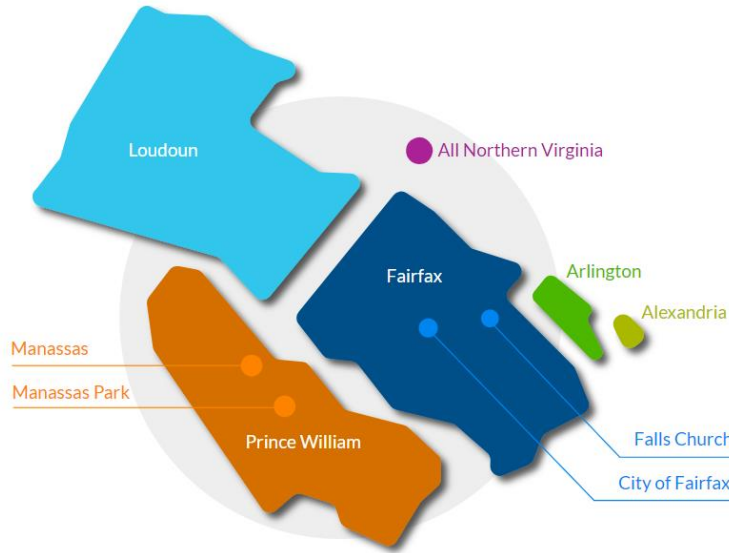 Loudoun
All Northern Virginia
Fairfax
Arlington
Alexandria
Manassas
Manassas Park
Prince William
Falls Church
City of Fairfax